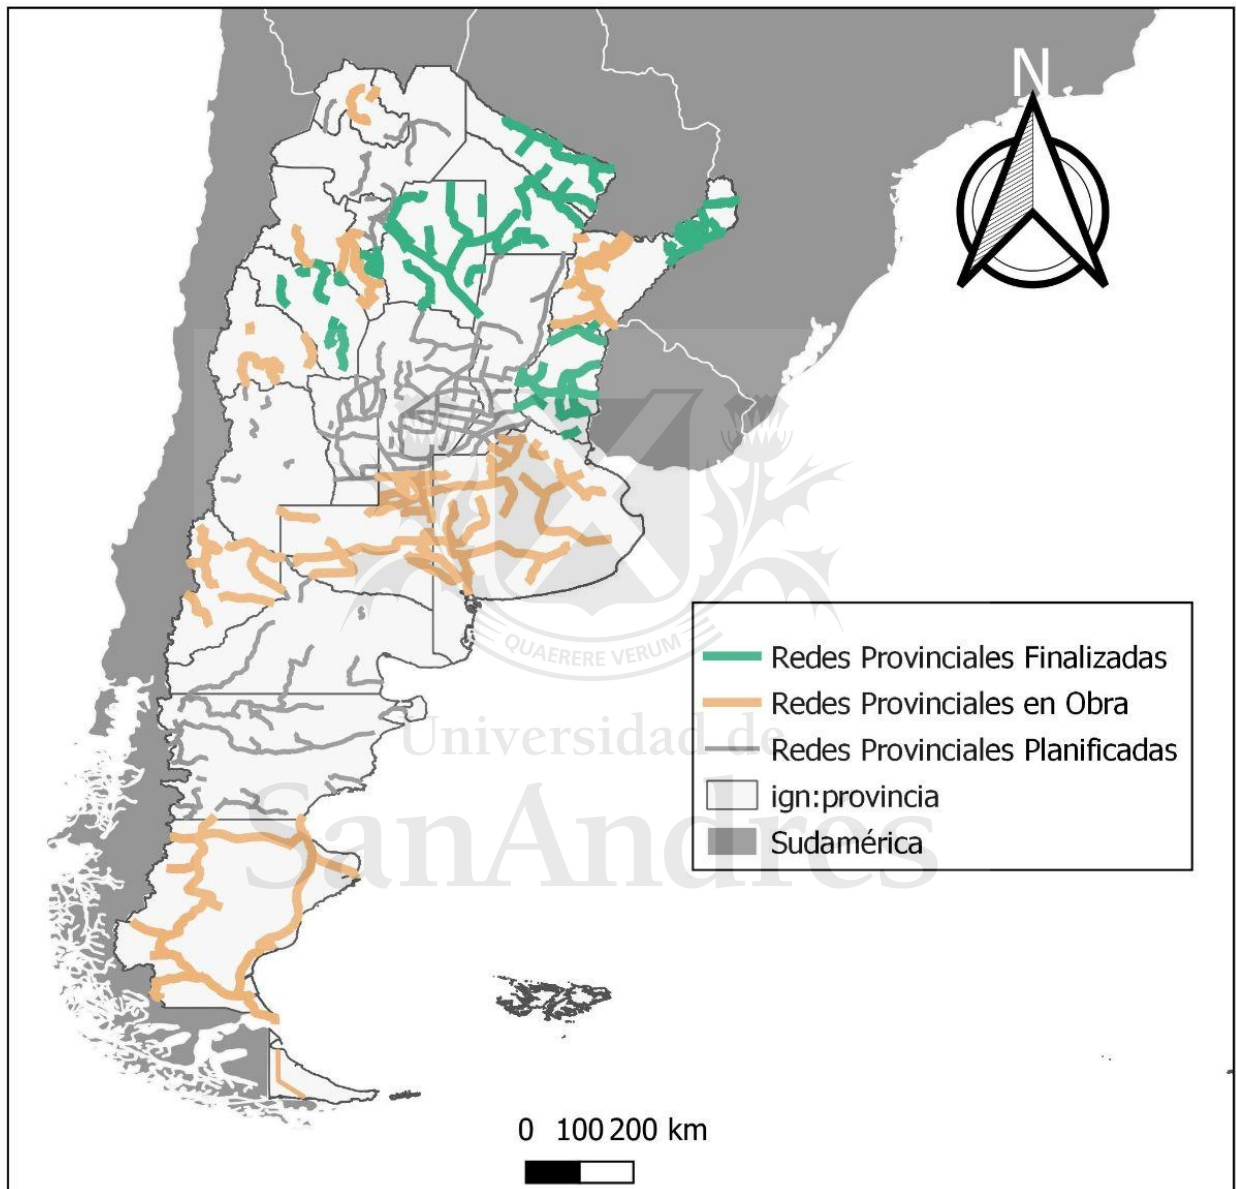 N
QUAERERE VERUM
Redes Provinciales Finalizadas
Redes Provinciales en Obra
Universidad de
Redes Provinciales Planificadas
ign:provincia
SanAndrés
Sudamérica
0 100 200 km